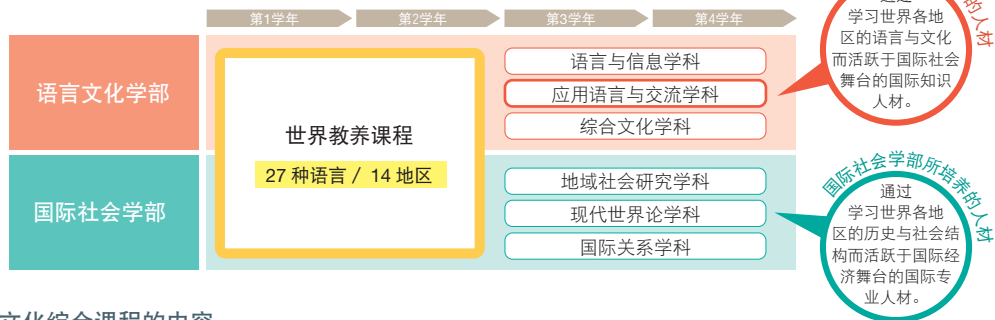 第1学年 第2学年 第3学年 第4学年
语言文化学部
世界教养课程
27 种语言 / 14 地区
语言与信息学科
应用语言与交流学科
综合文化学科
的人材
学习世界各地
区的语言与文化
而活跃于国际社会
舞台的国际知识
人材。
国际社会学部
地域社会研究学科
现代世界论学科
国际关系学科
国际社会学部所培养的人材
通过
学习世界各地
区的历史与社会结
构而活跃于国际经
济舞台的国际专
业人材。